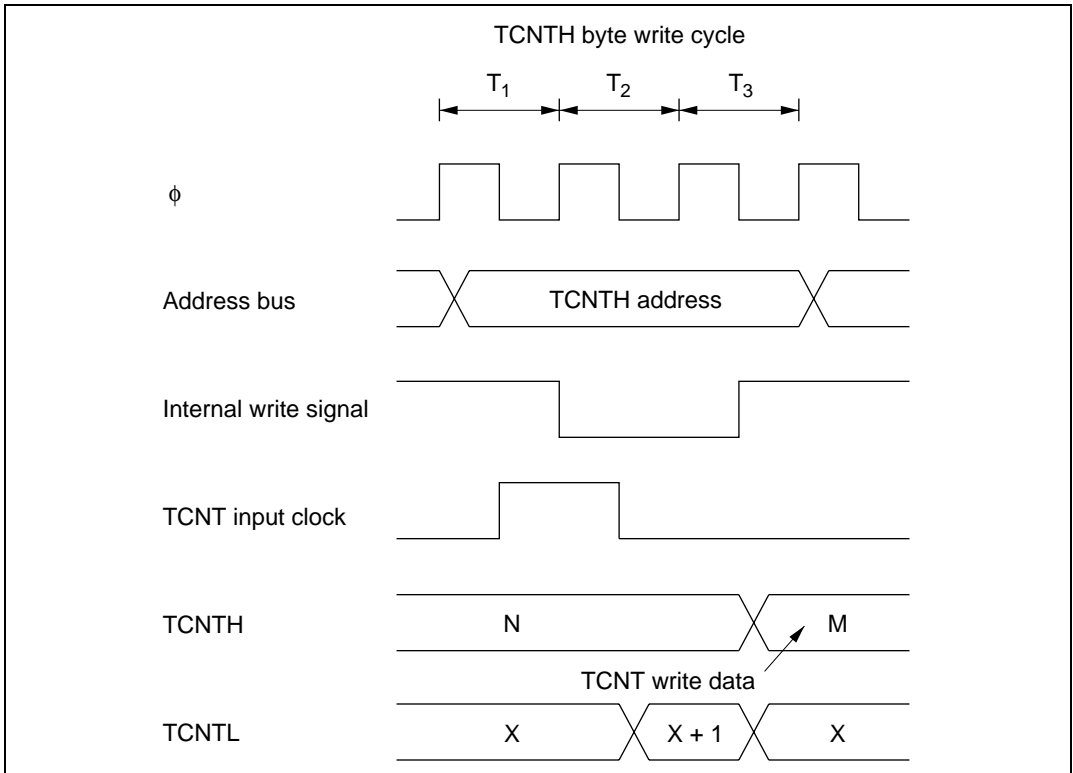 TCNTH byte write cycle
T1 T2 T3
φ
Address bus TCNTH address
Internal write signal
TCNT input clock
TCNTH N M
TCNT write data
TCNTL X X + 1 X